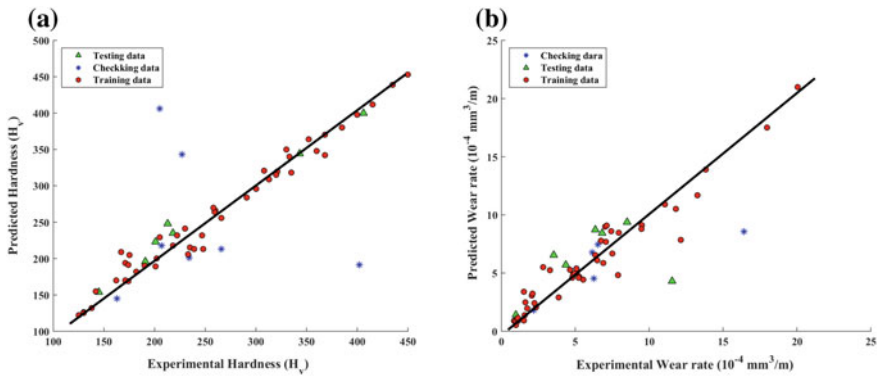 (a)
500
450
400
350
300
250
200
150
100
100
150
200
250
300
350
400
450
Predicted Hardness (Hv)
Experimental Hardness (Hv)
Testing data
Checkking data
Training data
(b)
25
20
15
10
5
0
0
5
10
15
20
25
Predicted Wear rate (10⁻⁴ mm³/m)
Experimental Wear rate (10⁻⁴ mm³/m)
Checking dara
Testing data
Training data